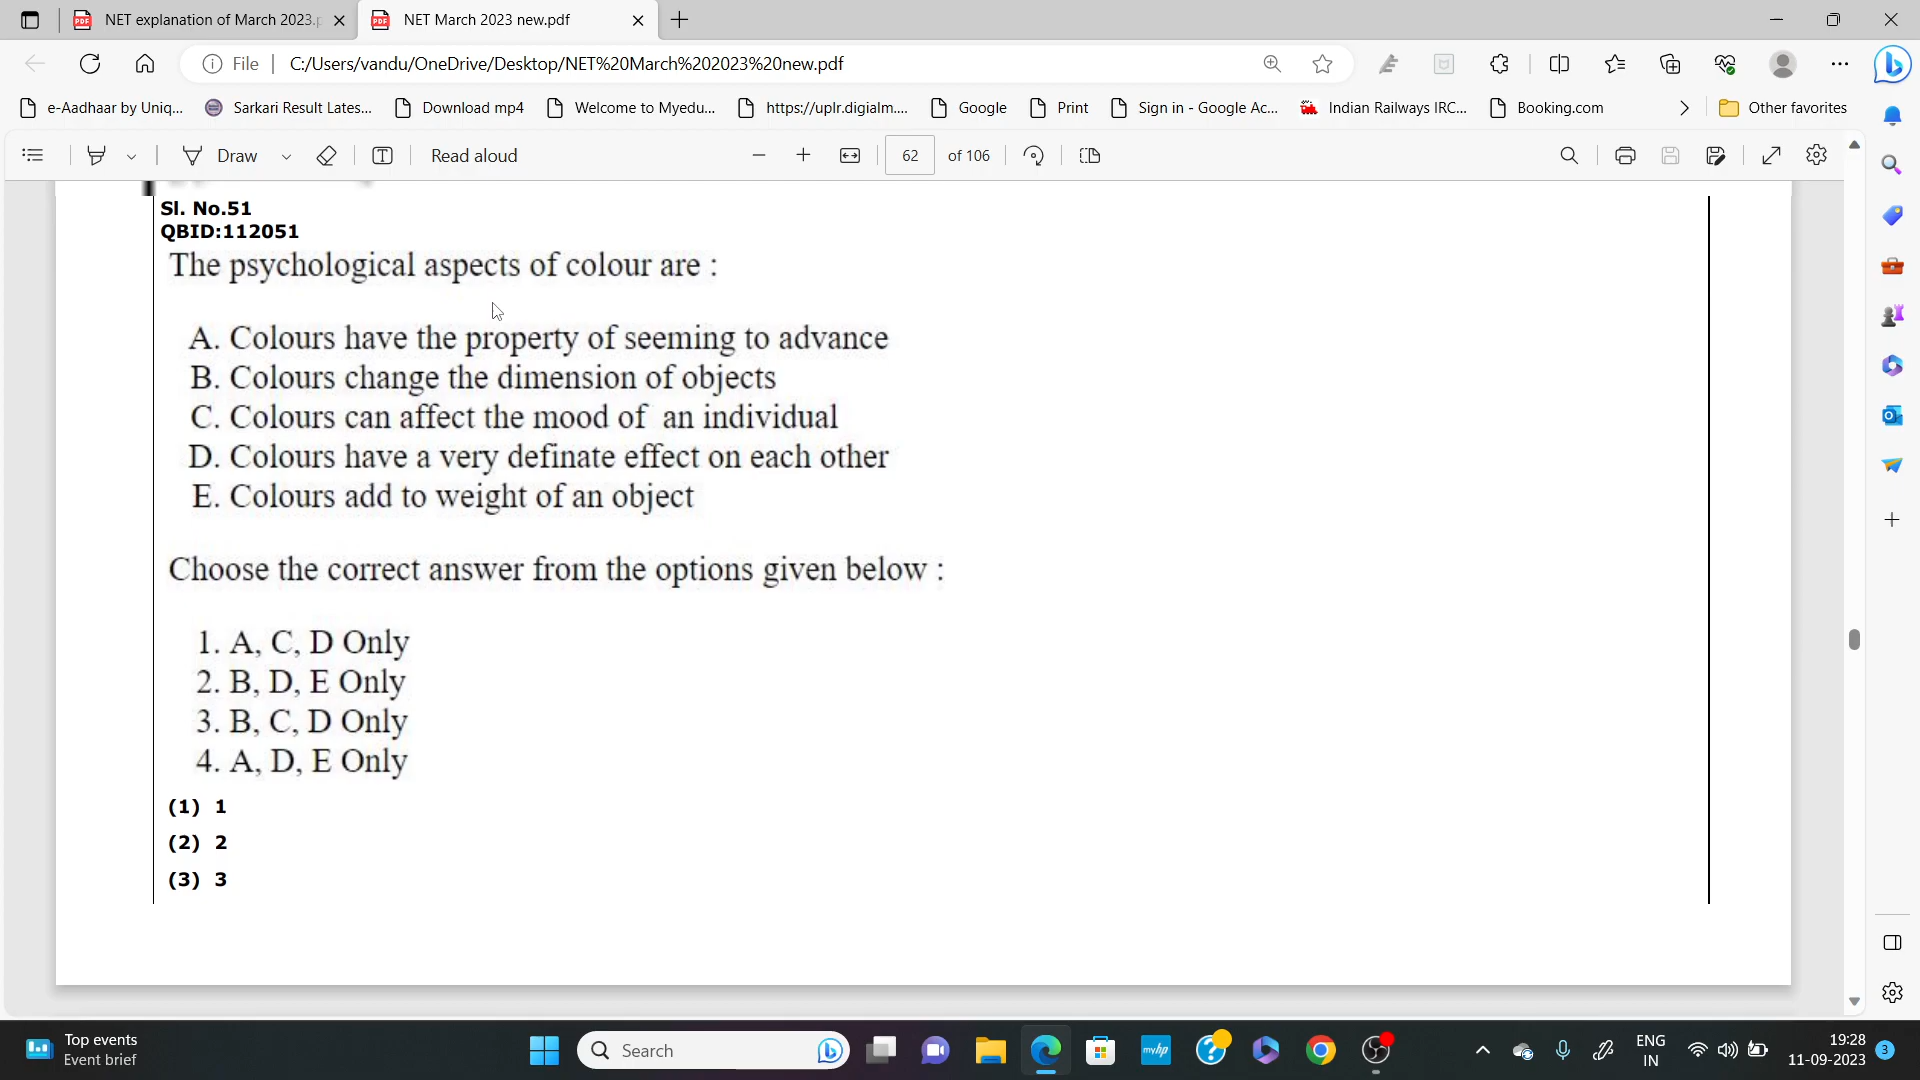 NET explanation of March 2023.p
NET March 2023 new.pdf
File
C:/Users/vandu/OneDrive/Desktop/NET%20March%202023%20new.pdf
e-Aadhaar by Uniq...
Sarkari Result Lates...
Download mp4
Welcome to Myedu...
https://uplr.digialm....
Google
Print
Sign in - Google Ac...
Indian Railways IRC...
Booking.com
Other favorites
Draw
Read aloud
62 of 106
Sl. No.51
QBID:112051
The psychological aspects of colour are :
A. Colours have the property of seeming to advance
B. Colours change the dimension of objects
C. Colours can affect the mood of an individual
D. Colours have a very definate effect on each other
E. Colours add to weight of an object
Choose the correct answer from the options given below :
1. A, C, D Only
2. B, D, E Only
3. B, C, D Only
4. A, D, E Only
(1) 1
(2) 2
(3) 3
Top events
Event brief
Search
myhp
ENG
IN
19:28
11-09-2023
3